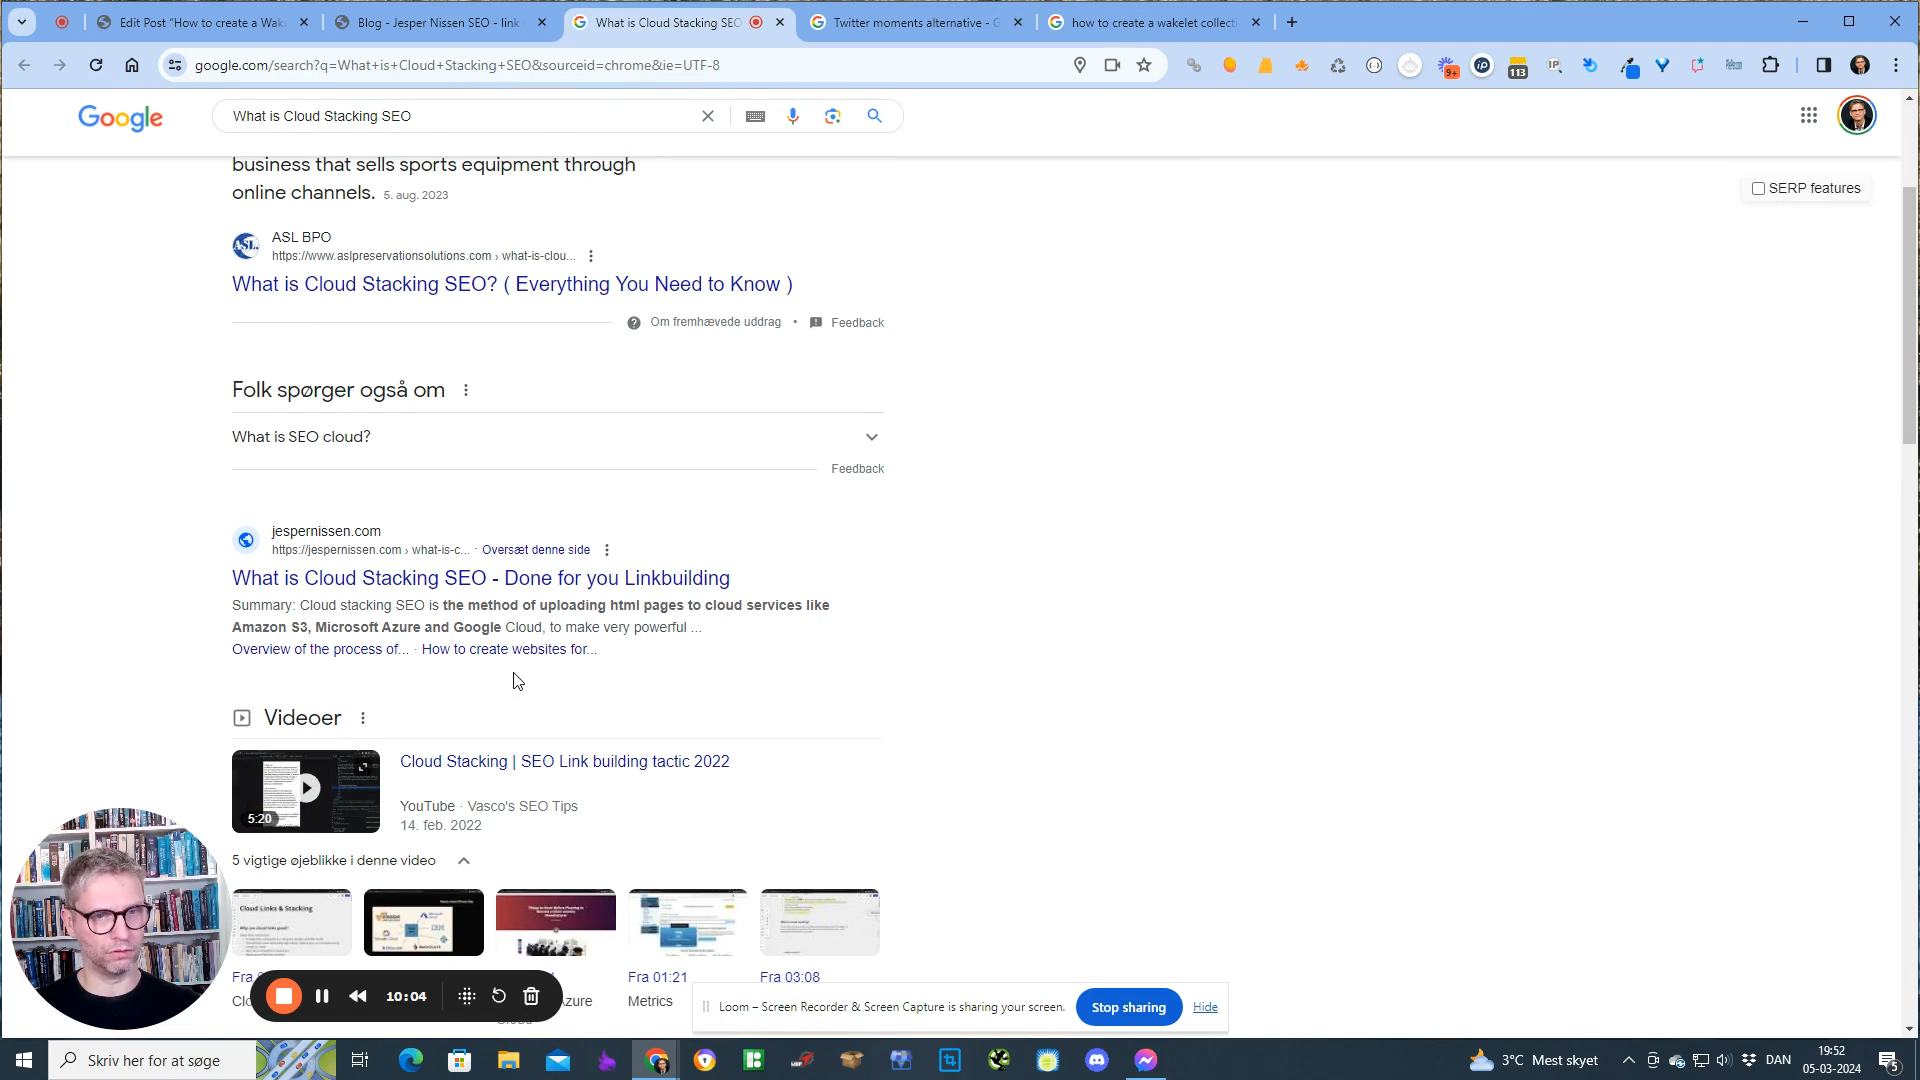 Edit Post "How to create a Wak
Blog - Jesper Nissen SEO - link
What is Cloud Stacking SEO
Twitter moments alternative - G
how to create a wakelet collecti
google.com/search?q=What+is+Cloud+Stacking+SEO&sourceid=chrome&ie=UTF-8
9+
113
Google
What is Cloud Stacking SEO
business that sells sports equipment through
online channels. 5. aug. 2023
SERP features
ASL
ASL BPO
https://www.aslpreservationsolutions.com › what-is-clou...
What is Cloud Stacking SEO? ( Everything You Need to Know )
Om fremhævede uddrag • Feedback
Folk spørger også om
What is SEO cloud?
Feedback
jespernissen.com
https://jespernissen.com › what-is-c... · Oversæt denne side
What is Cloud Stacking SEO - Done for you Linkbuilding
Summary: Cloud stacking SEO is the method of uploading html pages to cloud services like
Amazon S3, Microsoft Azure and Google Cloud, to make very powerful ...
Overview of the process of... · How to create websites for...
Videoer
5:20
Cloud Stacking | SEO Link building tactic 2022
YouTube · Vasco's SEO Tips
14. feb. 2022
5 vigtige øjeblikke i denne video
Cloud Links & Stacking
Fra 01:21
Fra 03:08
Metrics
10:04
Loom – Screen Recorder & Screen Capture is sharing your screen.
Stop sharing
Hide
Skriv her for at søge
3°C Mest skyet
DAN
19:52
05-03-2024
5